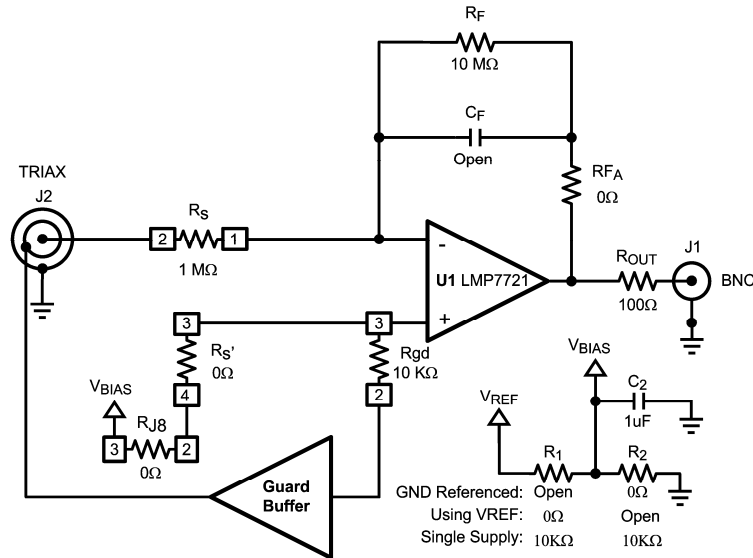 RF
10 MΩ
CF
Open
RFA
0Ω
TRIAX
J2
RS
2
1
1 MΩ
-
U1 LMP7721
+
ROUT
100Ω
J1
BNC
3
RS'
0Ω
4
3
Rgd
10 KΩ
2
VBIAS
3
RJ8
2
0Ω
Guard
Buffer
VBIAS
C2
1uF
VREF
R1
R2
GND Referenced: Open 0Ω
Using VREF: 0Ω Open
Single Supply: 10KΩ 10KΩ